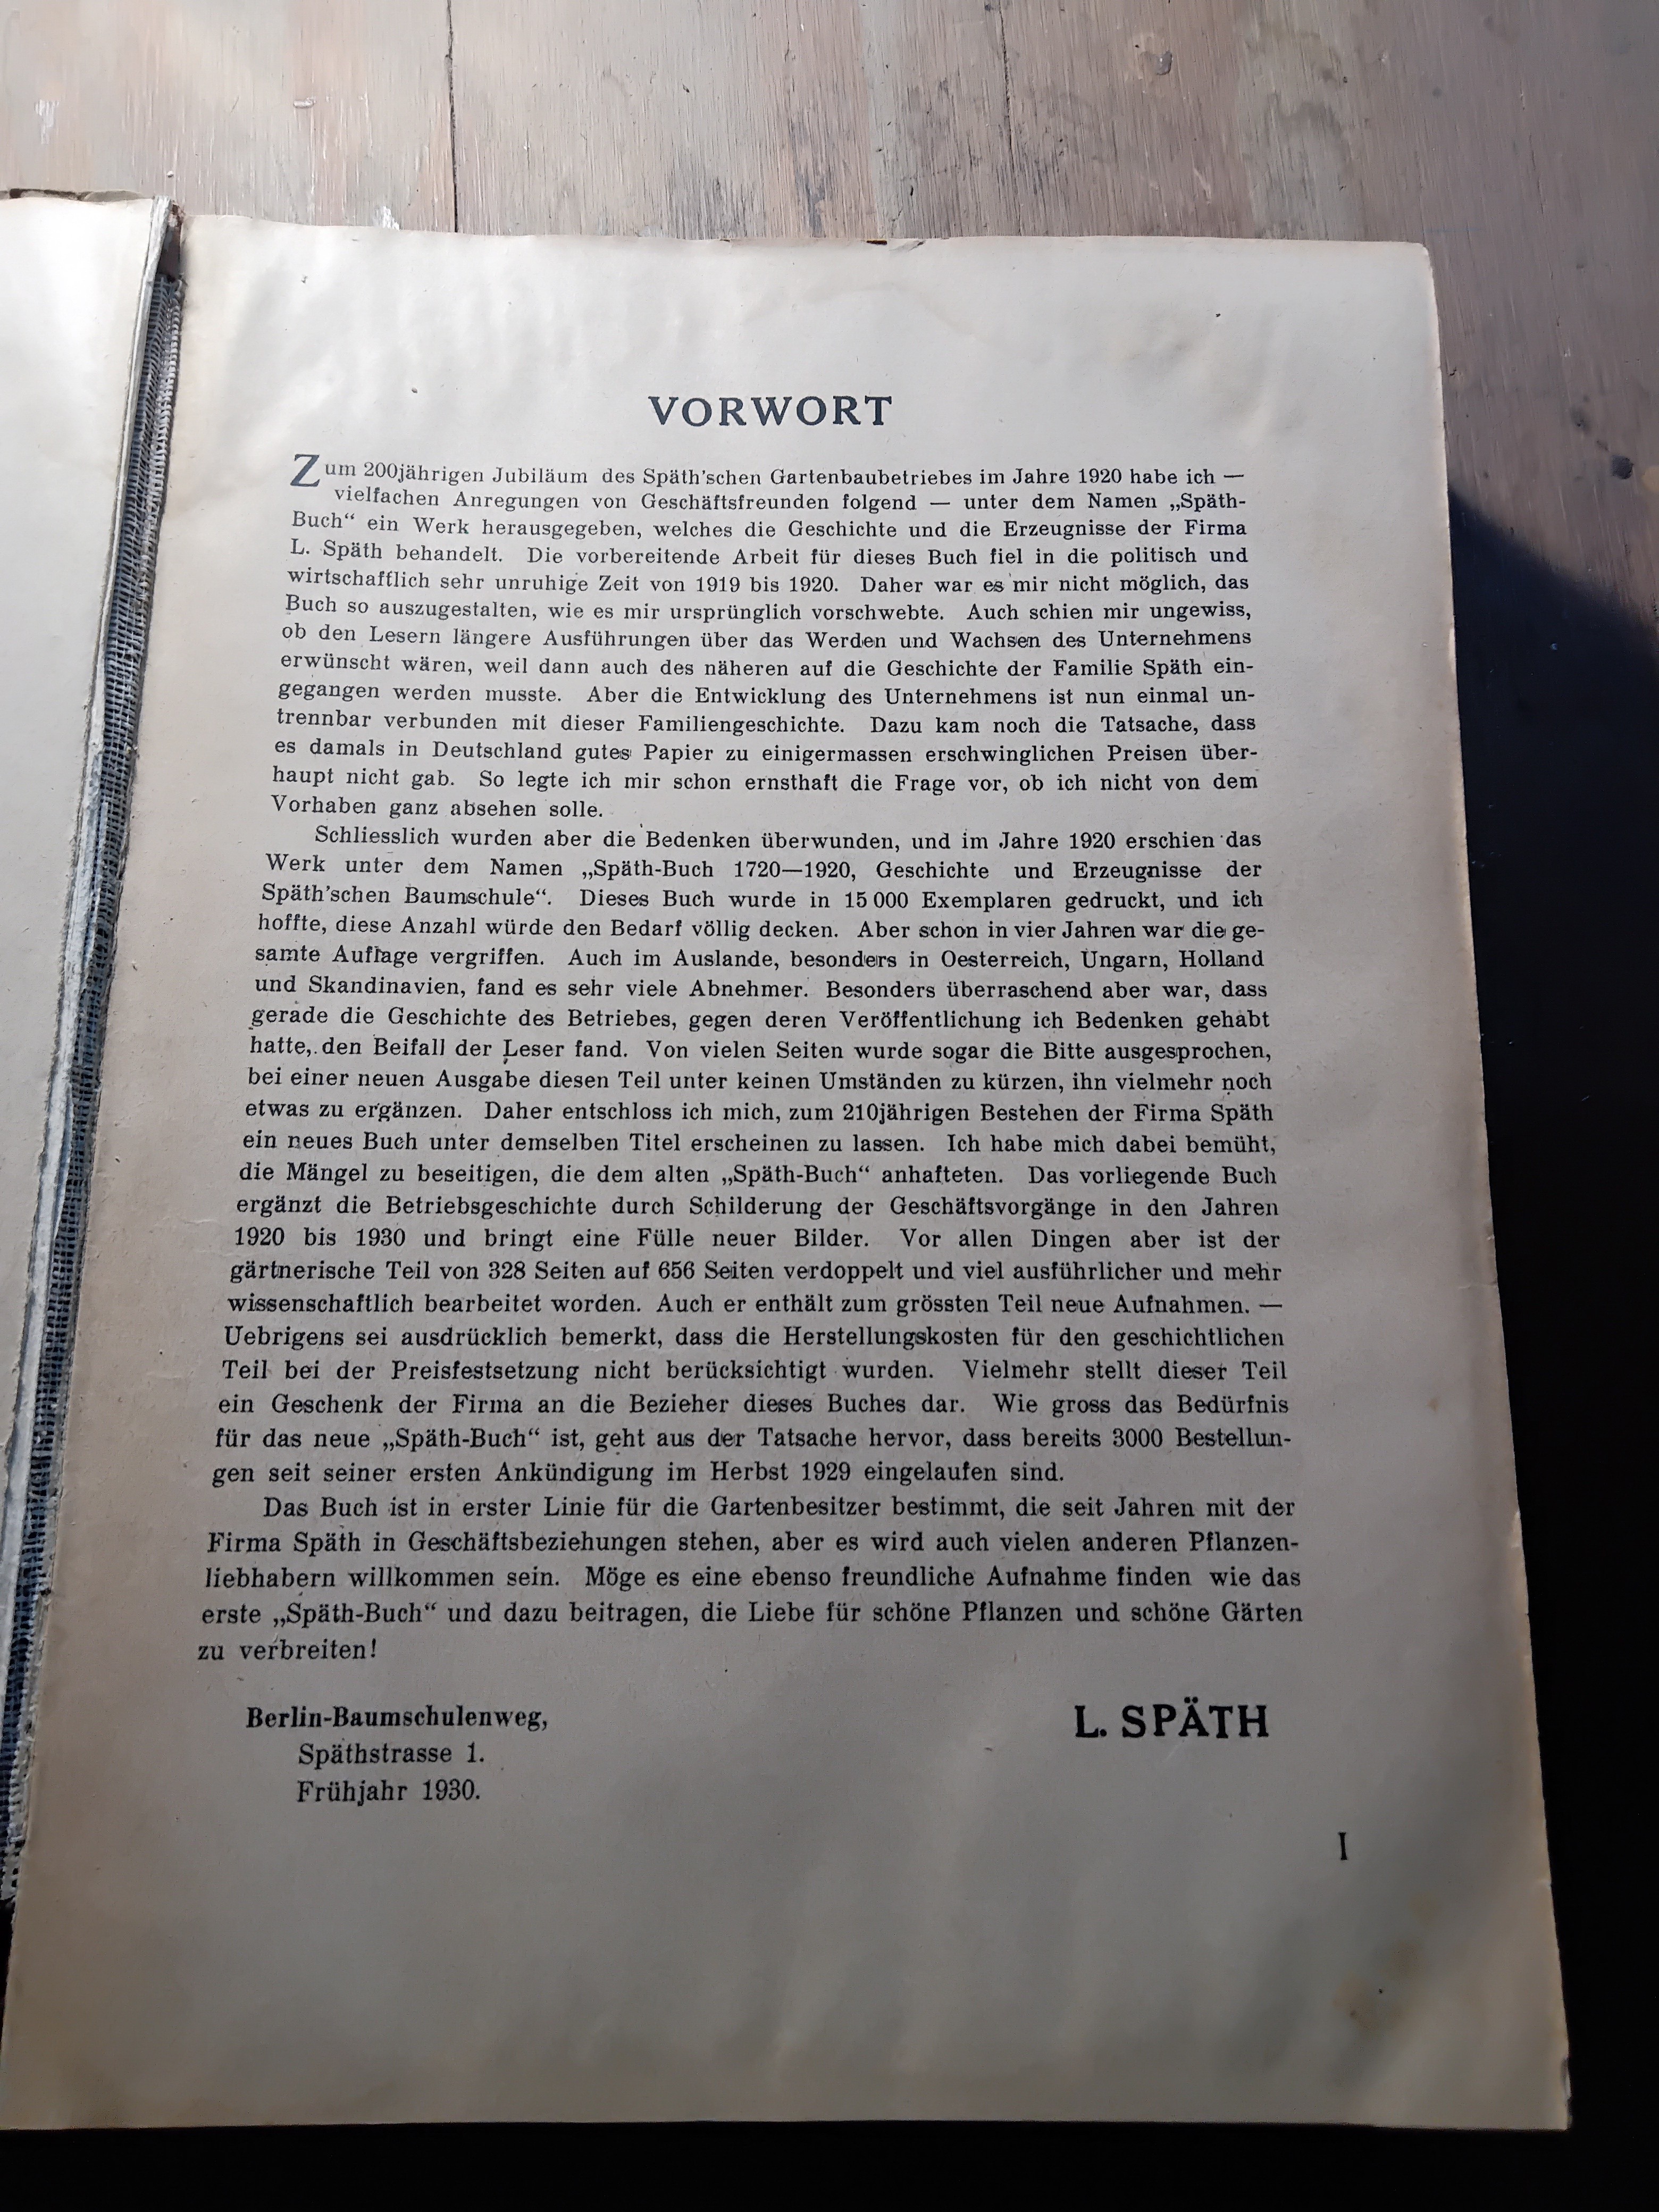 VORWORT
Zum 200jährigen Jubiläum des Späth'schen Gartenbaubetriebes im Jahre 1920 habe ich —
vielfachen Anregungen von Geschäftsfreunden folgend — unter dem Namen „Späth-
Buch“ ein Werk herausgegeben, welches die Geschichte und die Erzeugnisse der Firma
L. Späth behandelt. Die vorbereitende Arbeit für dieses Buch fiel in die politisch und
wirtschaftlich sehr unruhige Zeit von 1919 bis 1920. Daher war es mir nicht möglich, das
Buch so auszugestalten, wie es mir ursprünglich vorschwebte. Auch schien mir ungewiss,
ob den Lesern längere Ausführungen über das Werden und Wachsen des Unternehmens
erwünscht wären, weil dann auch des näheren auf die Geschichte der Familie Späth ein-
gegangen werden musste. Aber die Entwicklung des Unternehmens ist nun einmal un-
trennbar verbunden mit dieser Familiengeschichte. Dazu kam noch die Tatsache, dass
es damals in Deutschland gutes Papier zu einigermassen erschwinglichen Preisen über-
haupt nicht gab. So legte ich mir schon ernsthaft die Frage vor, ob ich nicht von dem
Vorhaben ganz absehen solle.
Schliesslich wurden aber die Bedenken überwunden, und im Jahre 1920 erschien das
Werk unter dem Namen „Späth-Buch 1720—1920, Geschichte und Erzeugnisse der
Späth'schen Baumschule“. Dieses Buch wurde in 15 000 Exemplaren gedruckt, und ich
hoffte, diese Anzahl würde den Bedarf völlig decken. Aber schon in vier Jahren war die ge-
samte Auflage vergriffen. Auch im Auslande, besonders in Oesterreich, Ungarn, Holland
und Skandinavien, fand es sehr viele Abnehmer. Besonders überraschend aber war, dass
gerade die Geschichte des Betriebes, gegen deren Veröffentlichung ich Bedenken gehabt
hatte, den Beifall der Leser fand. Von vielen Seiten wurde sogar die Bitte ausgesprochen,
bei einer neuen Ausgabe diesen Teil unter keinen Umständen zu kürzen, ihn vielmehr noch
etwas zu ergänzen. Daher entschloss ich mich, zum 210jährigen Bestehen der Firma Späth
ein neues Buch unter demselben Titel erscheinen zu lassen. Ich habe mich dabei bemüht,
die Mängel zu beseitigen, die dem alten „Späth-Buch“ anhafteten. Das vorliegende Buch
ergänzt die Betriebsgeschichte durch Schilderung der Geschäftsvorgänge in den Jahren
1920 bis 1930 und bringt eine Fülle neuer Bilder. Vor allen Dingen aber ist der
gärtnerische Teil von 328 Seiten auf 656 Seiten verdoppelt und viel ausführlicher und mehr
wissenschaftlich bearbeitet worden. Auch er enthält zum grössten Teil neue Aufnahmen. —
Uebrigens sei ausdrücklich bemerkt, dass die Herstellungskosten für den geschichtlichen
Teil bei der Preisfestsetzung nicht berücksichtigt wurden. Vielmehr stellt dieser Teil
ein Geschenk der Firma an die Bezieher dieses Buches dar. Wie gross das Bedürfnis
für das neue „Späth-Buch“ ist, geht aus der Tatsache hervor, dass bereits 3000 Bestellun-
gen seit seiner ersten Ankündigung im Herbst 1929 eingelaufen sind.
Das Buch ist in erster Linie für die Gartenbesitzer bestimmt, die seit Jahren mit der
Firma Späth in Geschäftsbeziehungen stehen, aber es wird auch vielen anderen Pflanzen-
liebhabern willkommen sein. Möge es eine ebenso freundliche Aufnahme finden wie das
erste „Späth-Buch“ und dazu beitragen, die Liebe für schöne Pflanzen und schöne Gärten
zu verbreiten!
Berlin-Baumschulenweg,
Späthstrasse 1.
Frühjahr 1930.
L. SPÄTH
I